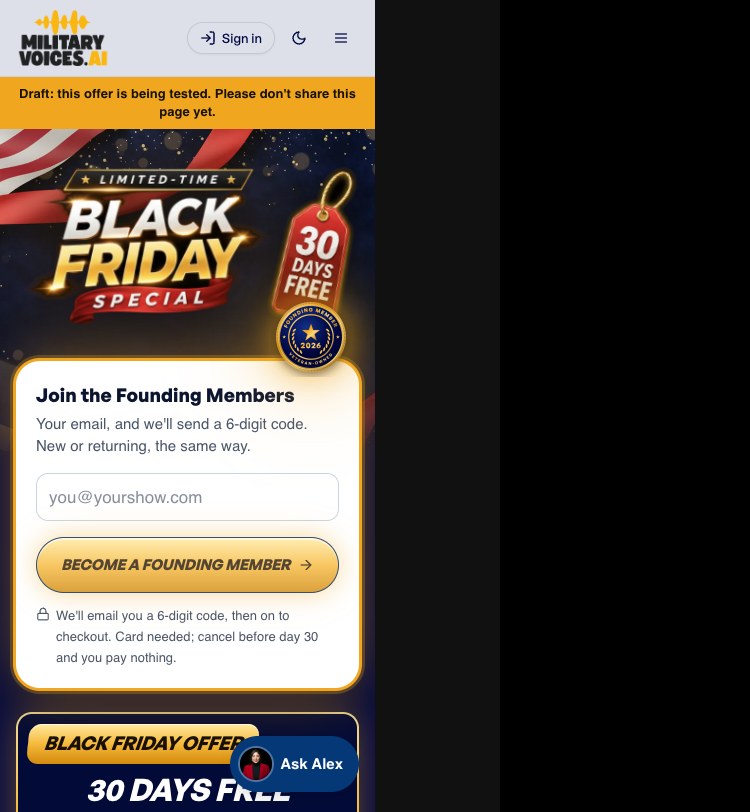 MILITARY
VOICES.AI
Sign in
Draft: this offer is being tested. Please don't share this
page yet.
LIMITED-TIME
BLACK
FRIDAY
SPECIAL
30
DAYS
FREE
FOUNDING MEMBER
2026
VETERAN-OWNED
Join the Founding Members
Your email, and we'll send a 6-digit code.
New or returning, the same way.
you@yourshow.com
BECOME A FOUNDING MEMBER
We'll email you a 6-digit code, then on to
checkout. Card needed; cancel before day 30
and you pay nothing.
BLACK FRIDAY OFFER
Ask Alex
30 DAYS FREE